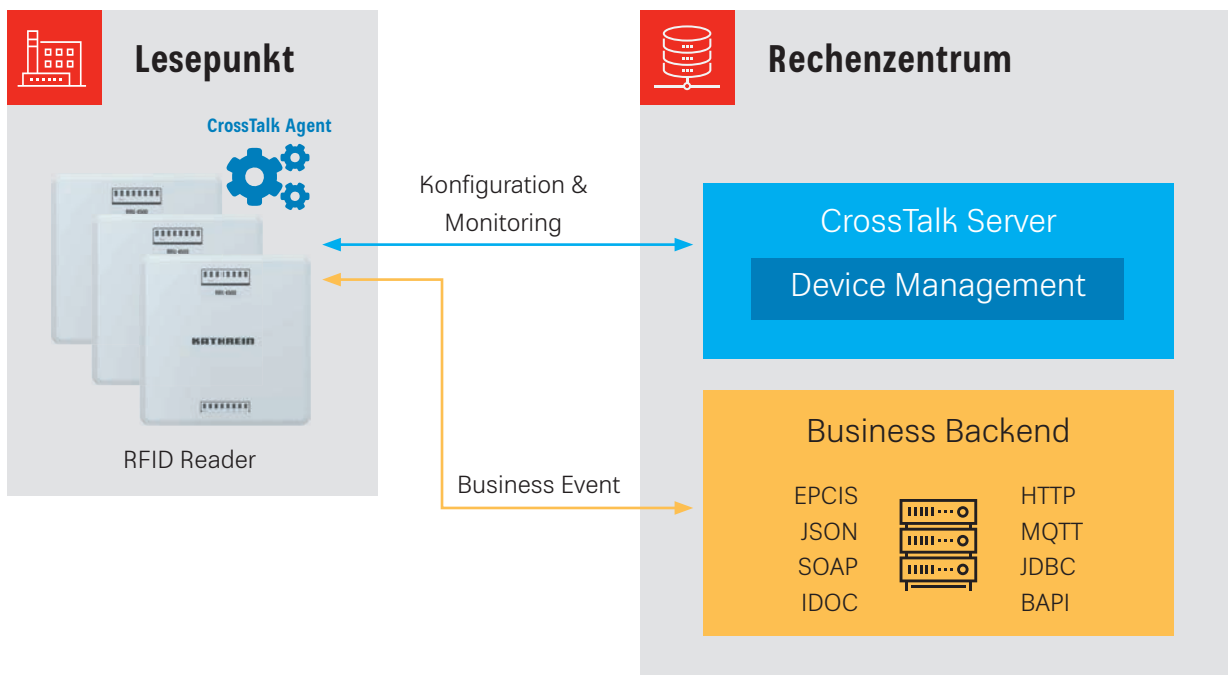 Lesepunkt
CrossTalk Agent
KATHREIN
RFID Reader
Konfiguration &
Monitoring
Business Event
Rechenzentrum
CrossTalk Server
Device Management
Business Backend
EPCIS
JSON
SOAP
IDOC
HTTP
MQTT
JDBC
BAPI